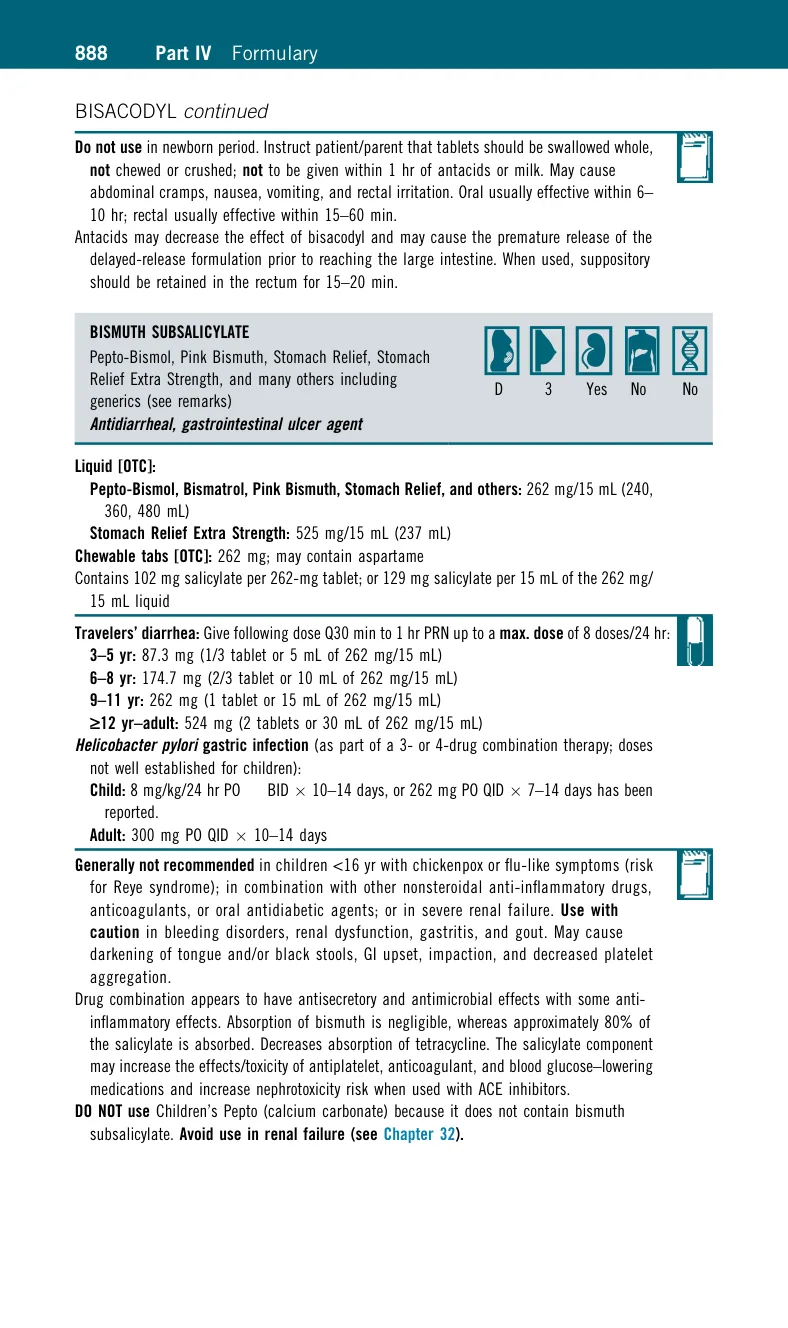 888 Part IV Formulary
BISACODYL continued
Do not use in newborn period. Instruct patient/parent that tablets should be swallowed whole,
not chewed or crushed; not to be given within 1 hr of antacids or milk. May cause
abdominal cramps, nausea, vomiting, and rectal irritation. Oral usually effective within 6–
10 hr; rectal usually effective within 15–60 min.
Antacids may decrease the effect of bisacodyl and may cause the premature release of the
delayed-release formulation prior to reaching the large intestine. When used, suppository
should be retained in the rectum for 15–20 min.
BISMUTH SUBSALICYLATE
Pepto-Bismol, Pink Bismuth, Stomach Relief, Stomach
Relief Extra Strength, and many others including
generics (see remarks)
Antidiarrheal, gastrointestinal ulcer agent
D 3 Yes No No
Liquid [OTC]:
Pepto-Bismol, Bismatrol, Pink Bismuth, Stomach Relief, and others: 262 mg/15 mL (240,
360, 480 mL)
Stomach Relief Extra Strength: 525 mg/15 mL (237 mL)
Chewable tabs [OTC]: 262 mg; may contain aspartame
Contains 102 mg salicylate per 262-mg tablet; or 129 mg salicylate per 15 mL of the 262 mg/
15 mL liquid
Travelers' diarrhea: Give following dose Q30 min to 1 hr PRN up to a max. dose of 8 doses/24 hr:
3–5 yr: 87.3 mg (1/3 tablet or 5 mL of 262 mg/15 mL)
6–8 yr: 174.7 mg (2/3 tablet or 10 mL of 262 mg/15 mL)
9–11 yr: 262 mg (1 tablet or 15 mL of 262 mg/15 mL)
≥12 yr–adult: 524 mg (2 tablets or 30 mL of 262 mg/15 mL)
Helicobacter pylori gastric infection (as part of a 3- or 4-drug combination therapy; doses
not well established for children):
Child: 8 mg/kg/24 hr PO BID × 10–14 days, or 262 mg PO QID × 7–14 days has been
reported.
Adult: 300 mg PO QID × 10–14 days
Generally not recommended in children <16 yr with chickenpox or flu-like symptoms (risk
for Reye syndrome); in combination with other nonsteroidal anti-inflammatory drugs,
anticoagulants, or oral antidiabetic agents; or in severe renal failure. Use with
caution in bleeding disorders, renal dysfunction, gastritis, and gout. May cause
darkening of tongue and/or black stools, GI upset, impaction, and decreased platelet
aggregation.
Drug combination appears to have antisecretory and antimicrobial effects with some anti-
inflammatory effects. Absorption of bismuth is negligible, whereas approximately 80% of
the salicylate is absorbed. Decreases absorption of tetracycline. The salicylate component
may increase the effects/toxicity of antiplatelet, anticoagulant, and blood glucose–lowering
medications and increase nephrotoxicity risk when used with ACE inhibitors.
DO NOT use Children's Pepto (calcium carbonate) because it does not contain bismuth
subsalicylate. Avoid use in renal failure (see Chapter 32).